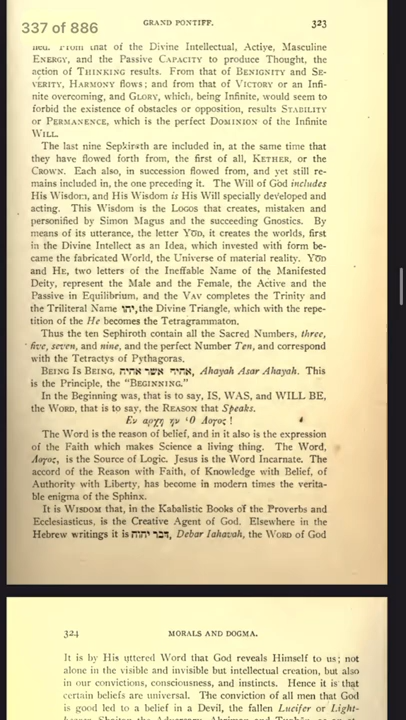 337 of 886
GRAND PONTIFF.
323
From that of the Divine Intellectual, Active, Masculine
ENERGY, and the Passive CAPACITY to produce Thought, the
action of THINKING results. From that of BENIGNITY and SE-
VERITY, HARMONY flows; and from that of VICTORY or an Infi-
nite overcoming, and GLORY, which, being Infinite, would seem to
forbid the existence of obstacles or opposition, results STABILITY
or PERMANENCE, which is the perfect DOMINION of the Infinite
WILL.
The last nine Sephiroth are included in, at the same time that
they have flowed forth from, the first of all, KETHER, or the
CROWN. Each also, in succession flowed from, and yet still re-
mains included in, the one preceding it. The Will of God includes
His Wisdom, and His Wisdom is His Will specially developed and
acting. This Wisdom is the LOGOS that creates, mistaken and
personified by Simon Magus and the succeeding Gnostics. By
means of its utterance, the letter YŌD, it creates the worlds, first
in the Divine Intellect as an Idea, which invested with form be-
came the fabricated World, the Universe of material reality. YŌD
and HE, two letters of the Ineffable Name of the Manifested
Deity, represent the Male and the Female, the Active and the
Passive in Equilibrium, and the VAV completes the Trinity and
the Triliteral Name יהו, the Divine Triangle, which with the repe-
tition of the He becomes the Tetragrammaton.
Thus the ten Sephiroth contain all the Sacred Numbers, three,
five, seven, and nine, and the perfect Number Ten, and correspond
with the Tetractys of Pythagoras.
BEING IS BEING, אהיה אשר אהיה, Ahayah Asar Ahayah. This
is the Principle, the "BEGINNING."
In the Beginning was, that is to say, IS, WAS, and WILL BE,
the WORD, that is to say, the REASON that Speaks.
Εν αρχη ην Ὁ Λογος!
The Word is the reason of belief, and in it also is the expression
of the Faith which makes Science a living thing. The Word,
Λογος, is the Source of Logic. Jesus is the Word Incarnate. The
accord of the Reason with Faith, of Knowledge with Belief, of
Authority with Liberty, has become in modern times the verita-
ble enigma of the Sphinx.
It is WISDOM that, in the Kabalistic Books of the Proverbs and
Ecclesiasticus, is the Creative Agent of God. Elsewhere in the
Hebrew writings it is דבר יהוה, Debar Iahavah, the WORD of God
324
MORALS AND DOGMA.
It is by His uttered Word that God reveals Himself to us; not
alone in the visible and invisible but intellectual creation, but also
in our convictions, consciousness, and instincts. Hence it is that
certain beliefs are universal. The conviction of all men that God
is good led to a belief in a Devil, the fallen Lucifer or Light-